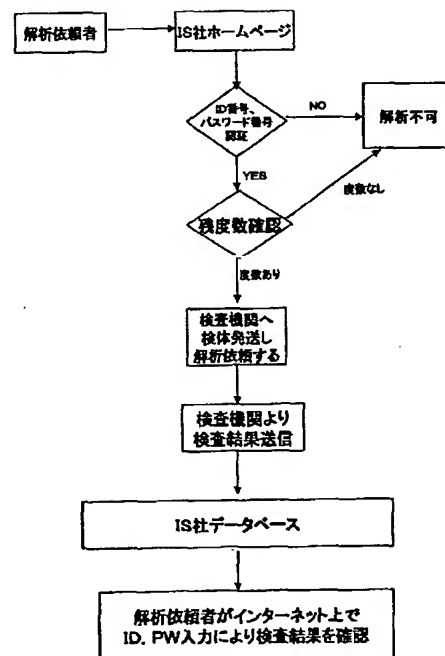 解析依頼者
IS社ホームページ
ID番号、
パスワード番号
認証
NO
解析不可
YES
度数なし
残度数確認
度数あり
検査機関へ
検体発送し
解析依頼する
検査機関より
検査結果送信
IS社データベース
解析依頼者がインターネット上で
ID、PW入力により検査結果を確認